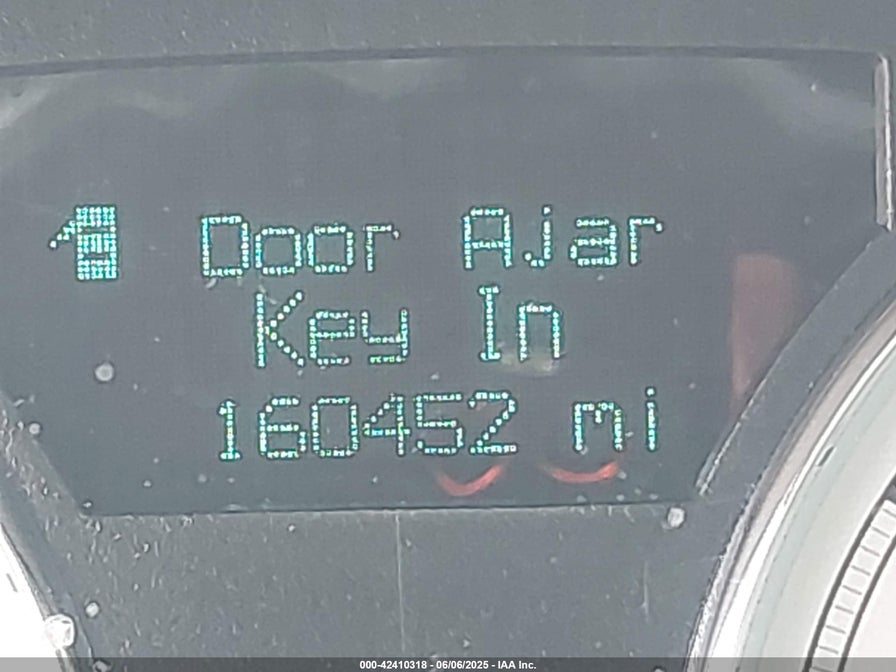 Door Ajar
Key In
160452 mi
000-42410318 - 06/06/2025 - IAA Inc.